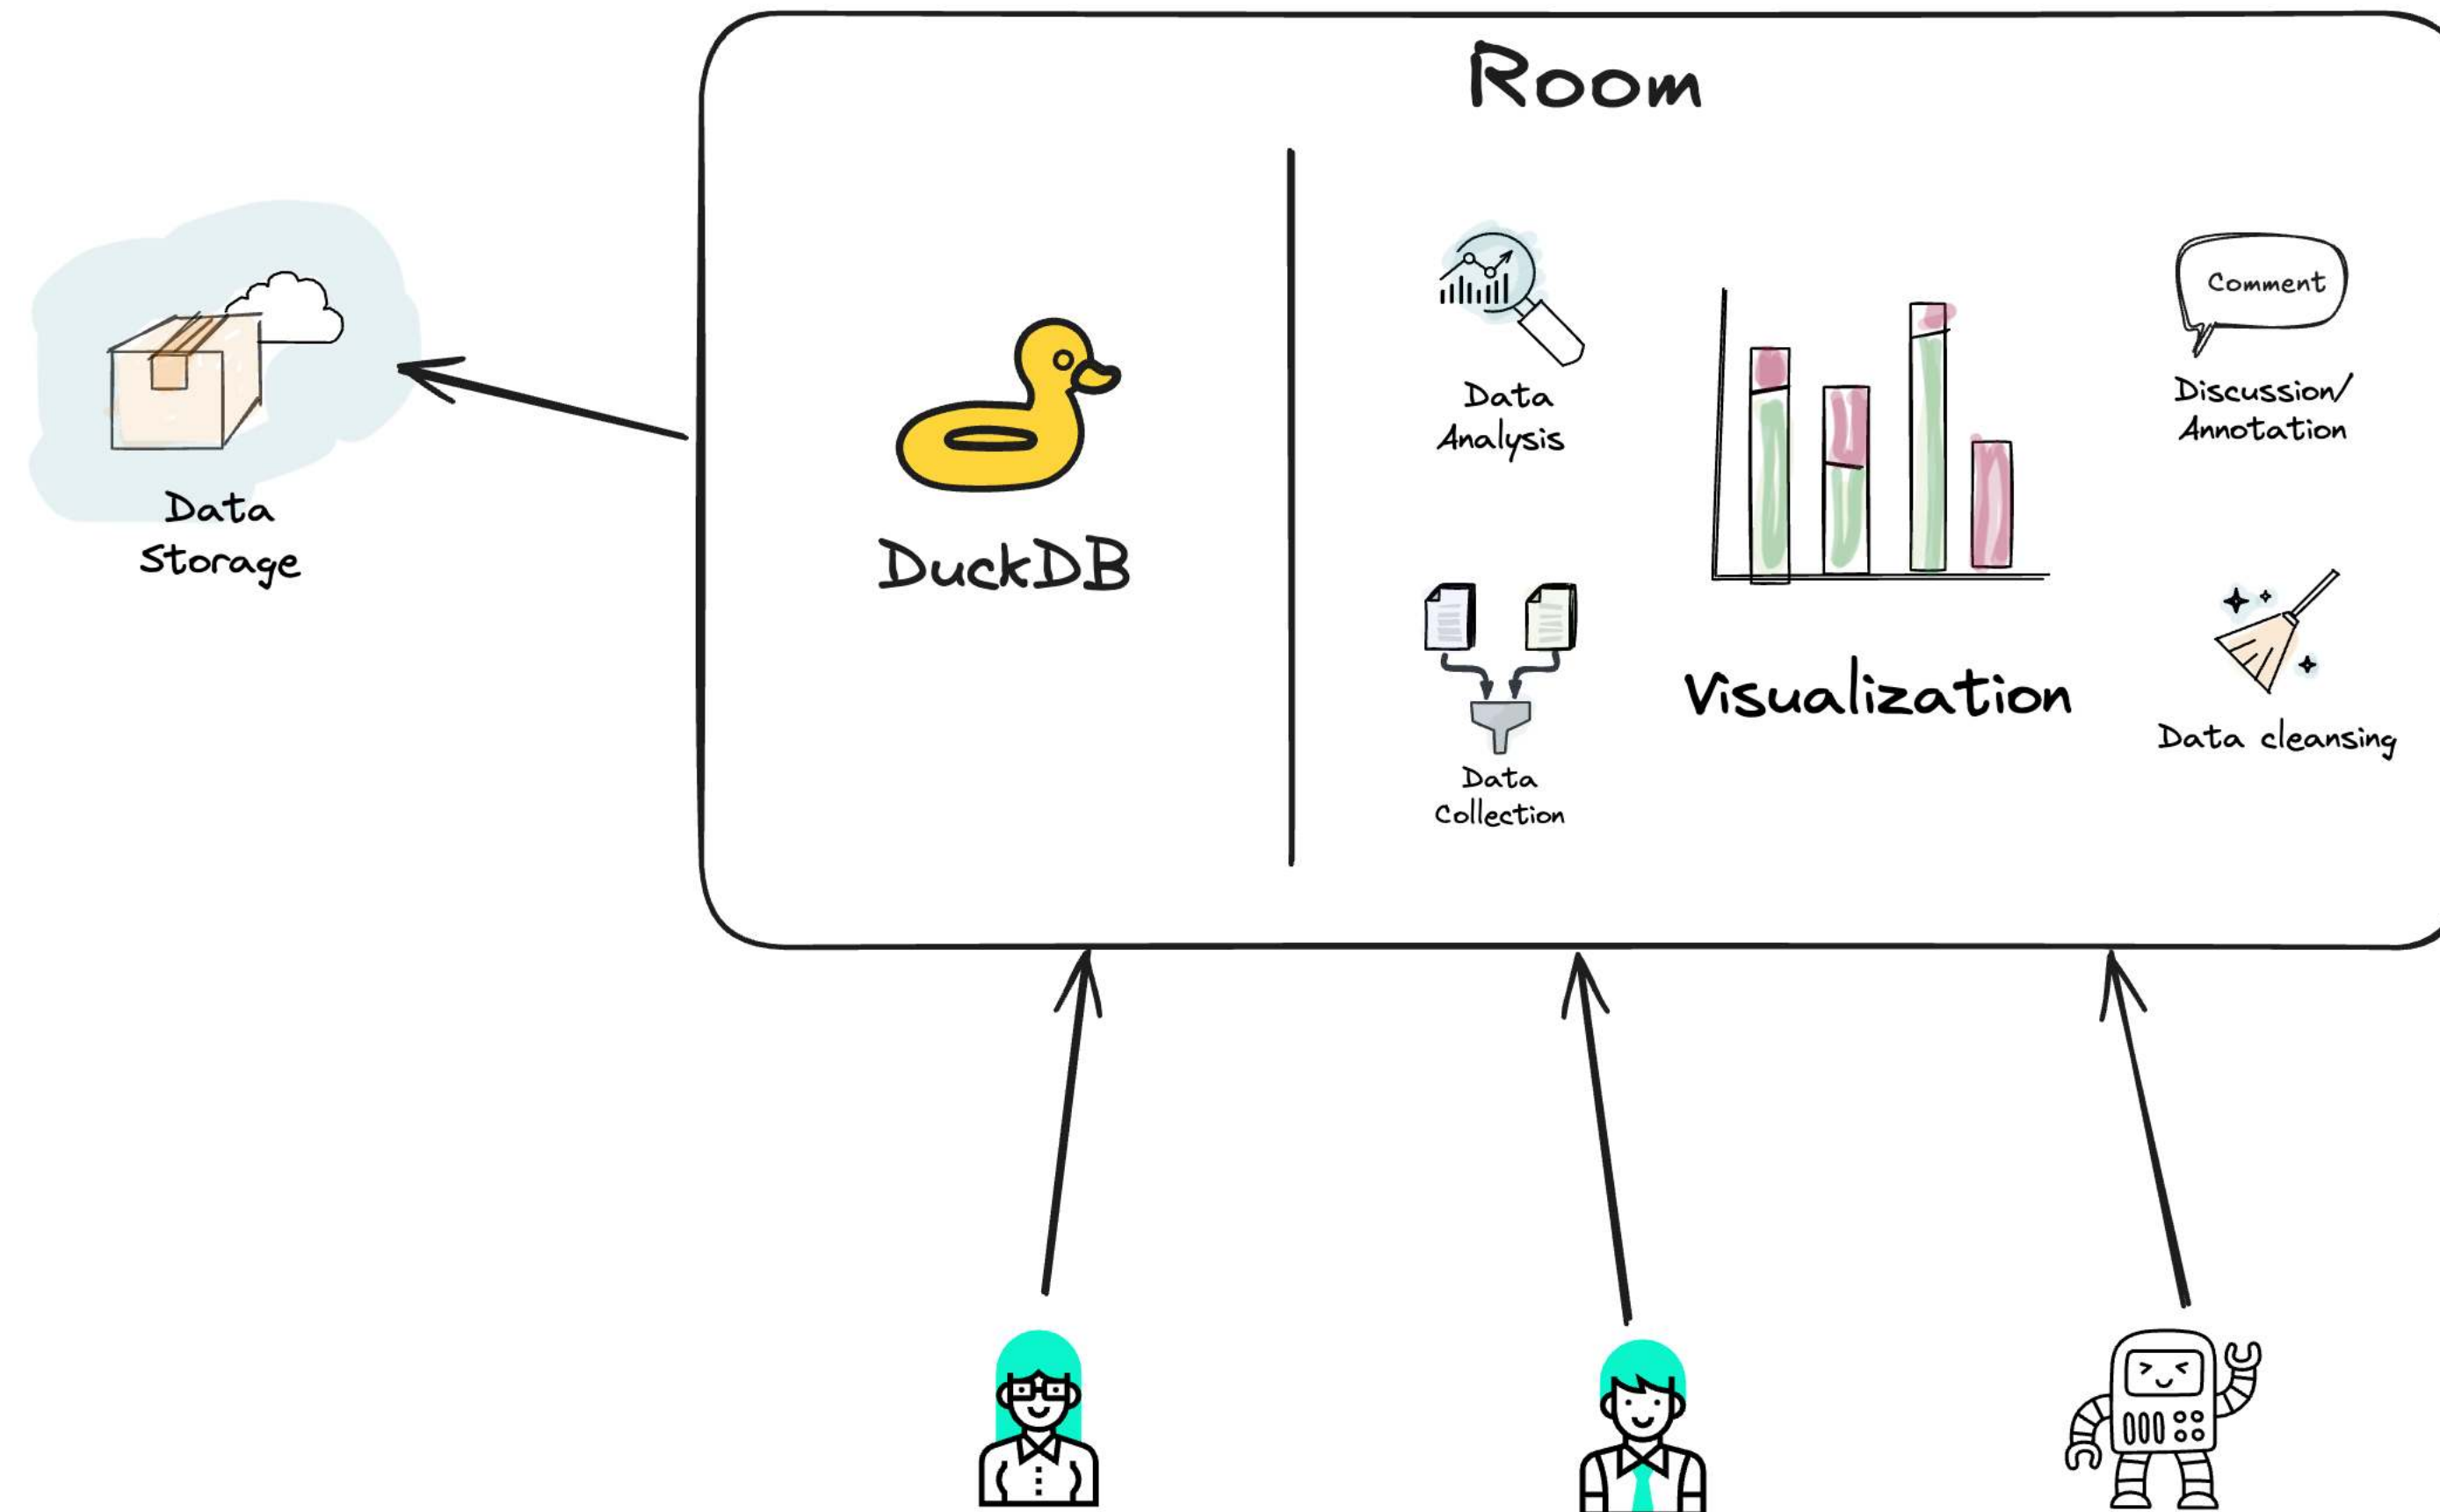 Room
Data
Storage
DuckDB
Data
Analysis
Comment
Discussion/
Annotation
Visualization
Data
Collection
Data cleansing